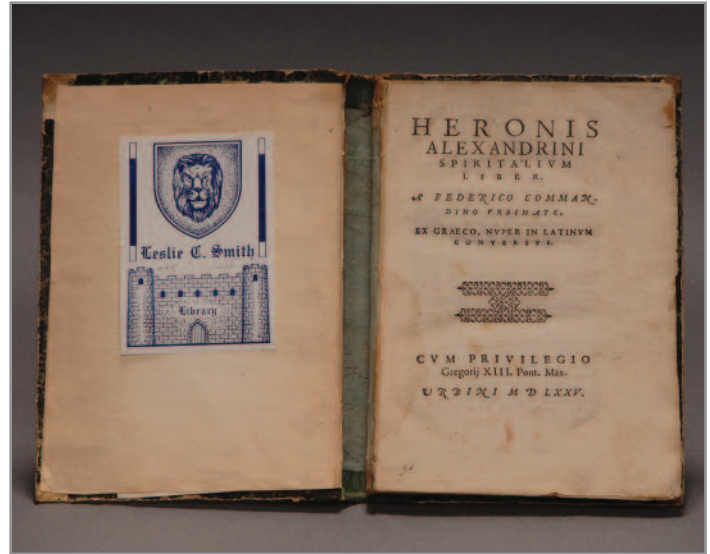 Leslie C. Smith
Library
HERONIS
ALEXANDRINI
SPIRITALIVM
LIBER.
A FEDERICO COMMAN-
DINO VRBINATE,
EX GRAECO, NVPER IN LATINVM
CONVERSVS.
CVM PRIVILEGIO
Gregorij XIII. Pont. Max.
VRBINI M D LXXV.